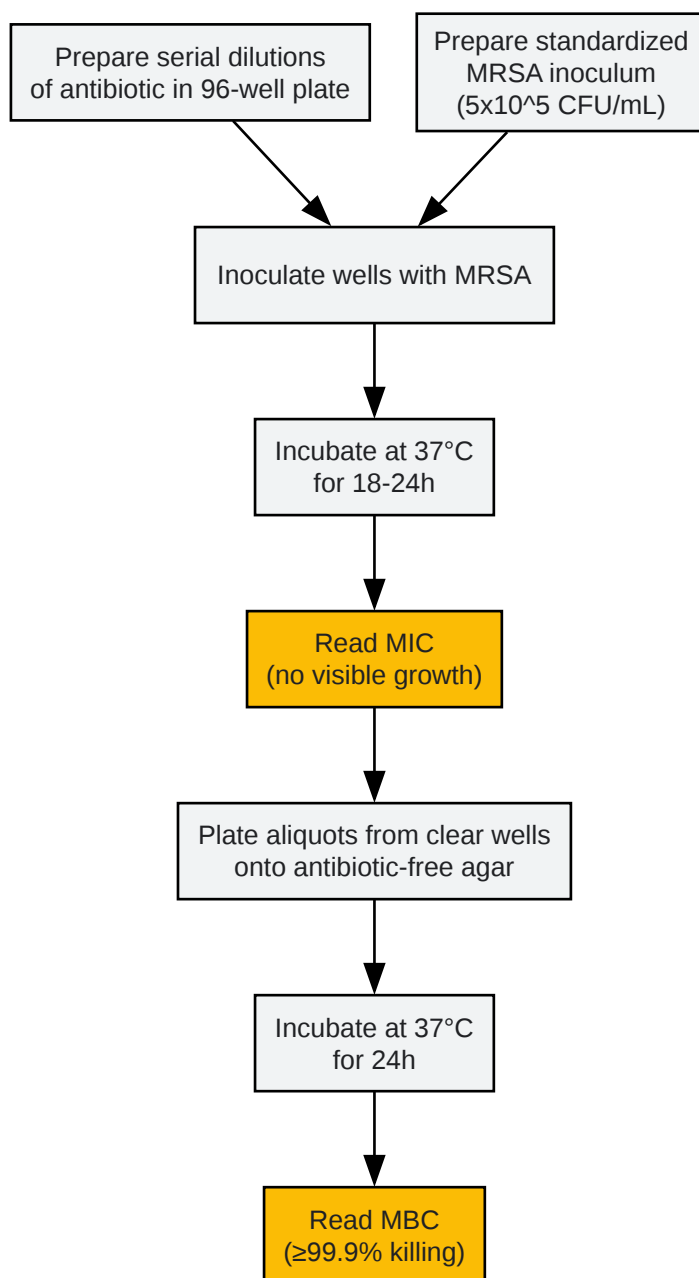 Prepare serial dilutions
of antibiotic in 96-well plate
Prepare standardized
MRSA inoculum
(5x10^5 CFU/mL)
Inoculate wells with MRSA
Incubate at 37°C
for 18-24h
Read MIC
(no visible growth)
Plate aliquots from clear wells
onto antibiotic-free agar
Incubate at 37°C
for 24h
Read MBC
(≥99.9% killing)